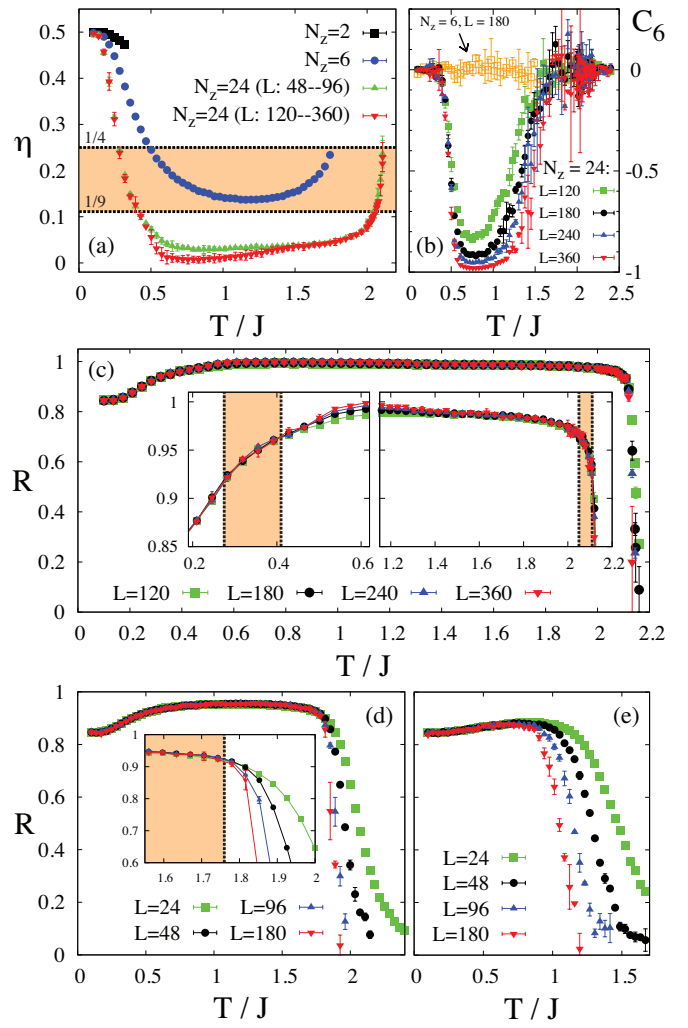 N_z=2
N_z=6
N_z=24 (L: 48--96)
N_z=24 (L: 120--360)
1/4
1/9
η
0.5
0.4
0.3
0.2
0.1
0
(a)
0 0.5 1 1.5 2
T / J
N_z = 6, L = 180
C_6
0
-0.5
-1
N_z = 24:
L=120
L=180
L=240
L=360
(b)
0 0.5 1 1.5 2 2.5
T / J
(c)
R
1
0.8
0.6
0.4
0.2
0
1
0.95
0.9
0.85
0.2 0.4 0.6
1.2 1.4 1.6 1.8 2 2.2
L=120 L=180 L=240 L=360
0 0.2 0.4 0.6 0.8 1 1.2 1.4 1.6 1.8 2 2.2
T / J
(d)
R
1
0.8
0.6
0.4
0.2
0
1
0.9
0.8
0.7
0.6
1.6 1.7 1.8 1.9 2
L=24 L=96
L=48 L=180
0 0.5 1 1.5 2
T / J
(e)
L=24
L=48
L=96
L=180
0 0.5 1 1.5
T / J